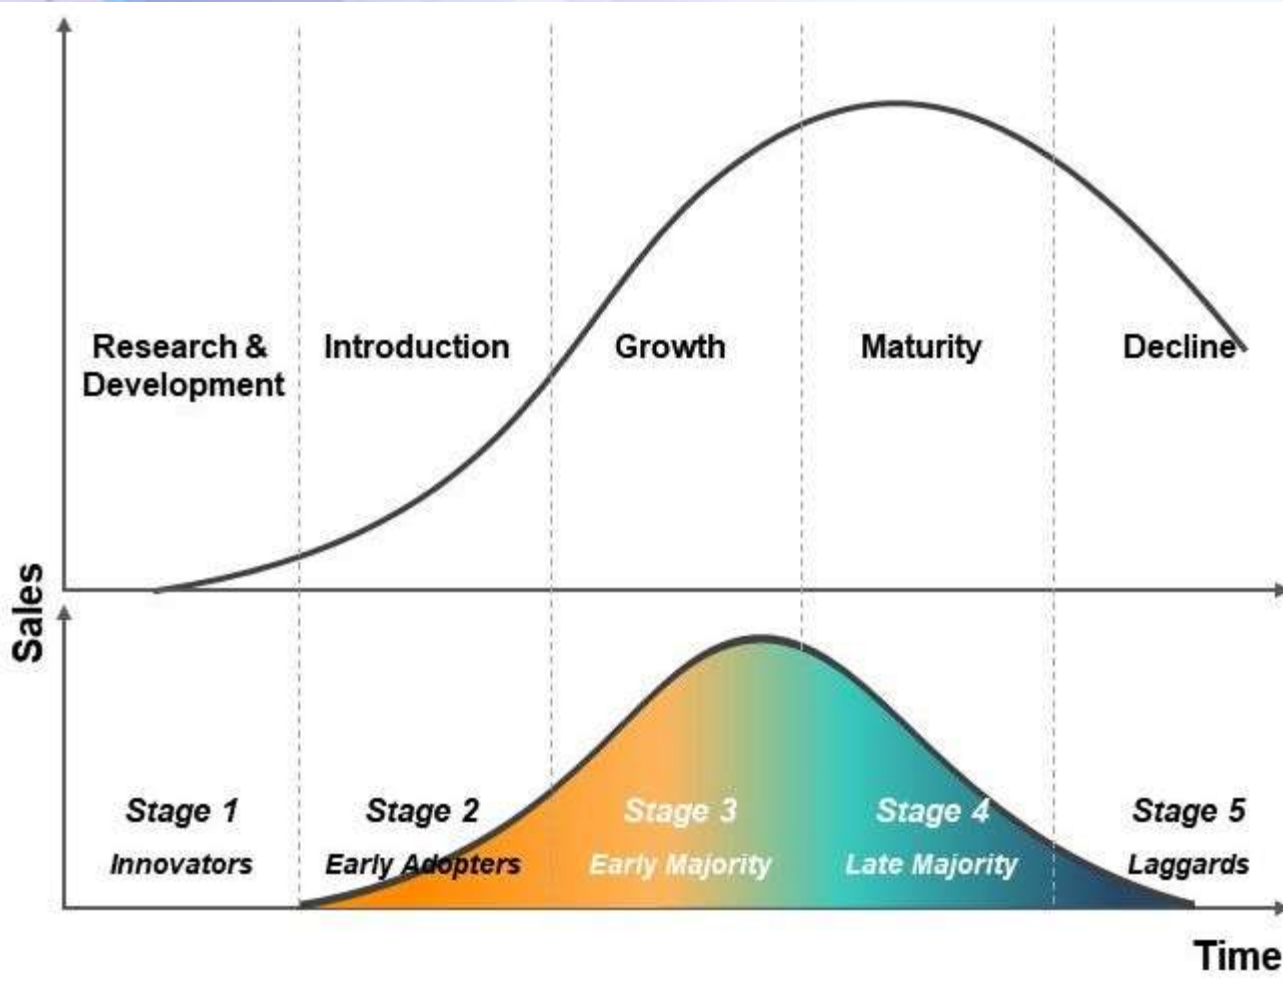 Research &
Development
Introduction
Growth
Maturity
Decline
Sales
Stage 1
Innovators
Stage 2
Early Adopters
Stage 3
Early Majority
Stage 4
Late Majority
Stage 5
Laggards
Time